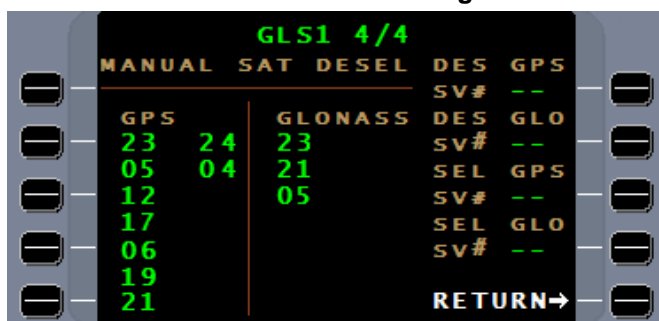 GLS1 4/4
MANUAL SAT DESEL DES GPS
SV# --
GPS GLONASS DES GLO
23 24 23 SV# --
05 04 21 SEL GPS
12 05 SV# --
17 SEL GLO
06 SV# --
19
21 RETURN→